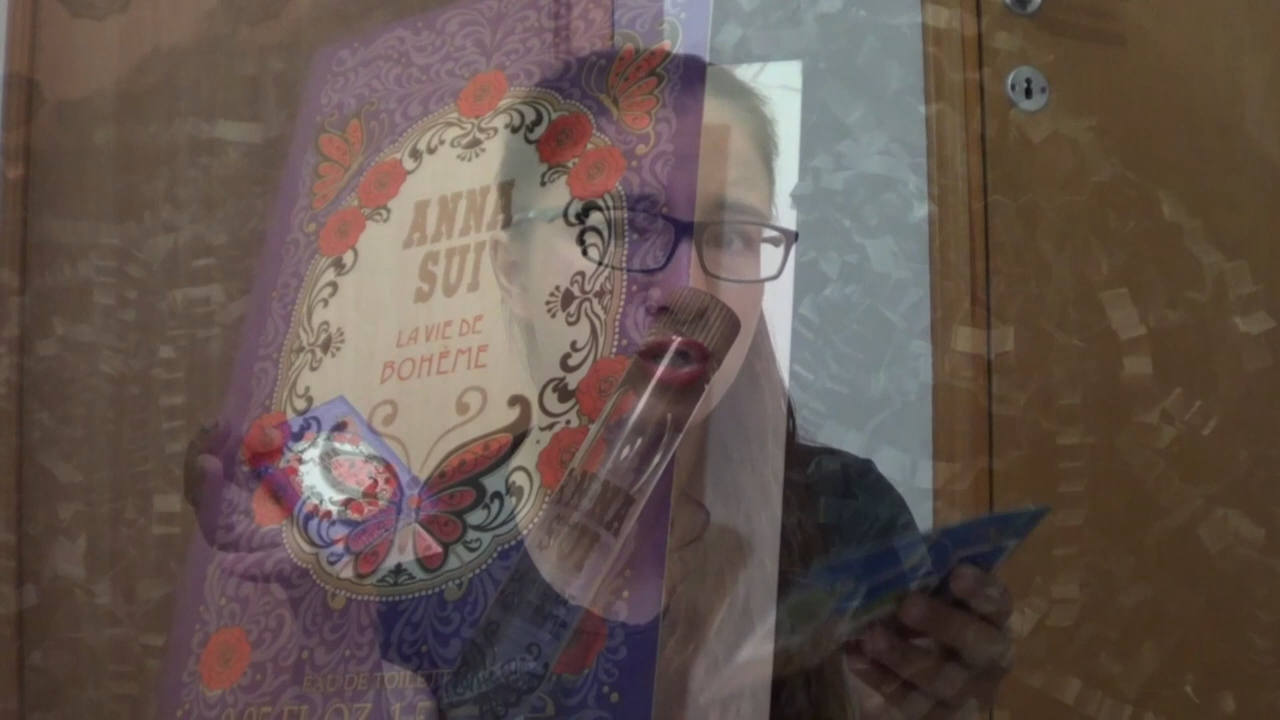 ANNA
SUI
LA VIE DE
BOHÈME
ANNA
SUI
EAU DE TOILETTE